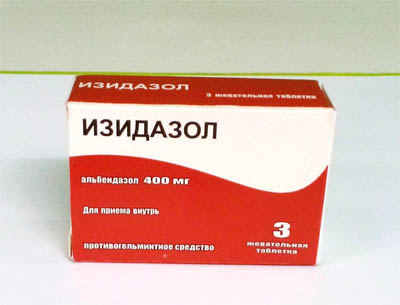 3 жевательная таблетка
ИЗИДАЗОЛ
ИЗИДАЗОЛ
альбендазол 400 мг
Для приема внутрь
противогельминтное средство
3
жевательная
таблетка